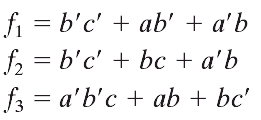 f₁ = b′c′ + ab′ + a′b
f₂ = b′c′ + bc + a′b
f₃ = a′b′c + ab + bc′